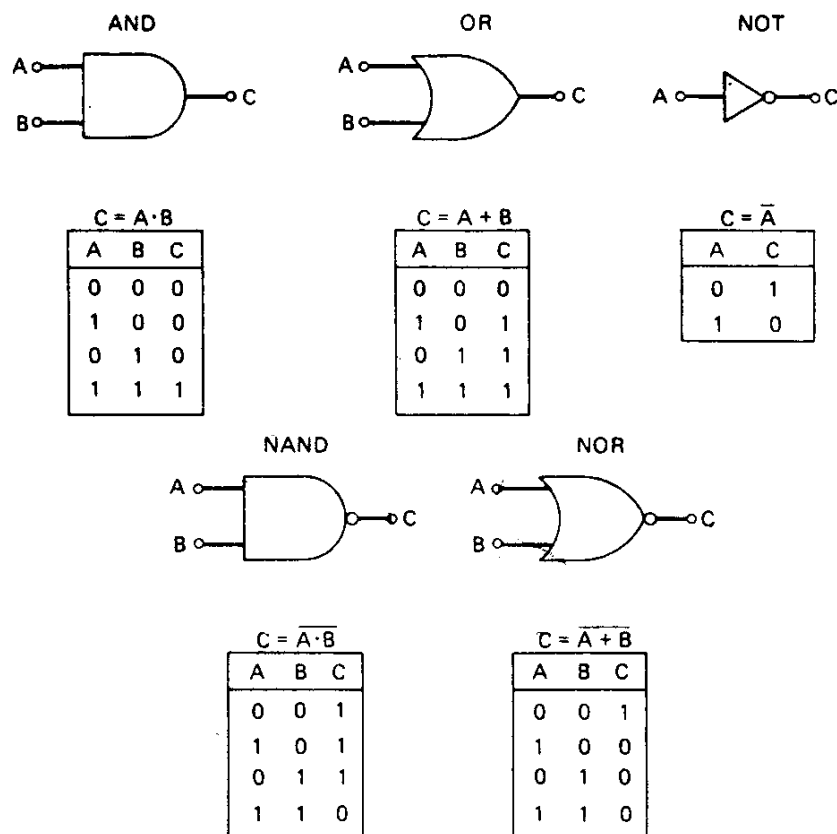 AND OR NOT
A C A C A C
B B
C = A·B C = A + B C = A̅
A B C A B C A C
0 0 0 0 0 0 0 1
1 0 0 1 0 1 1 0
0 1 0 0 1 1
1 1 1 1 1 1
NAND NOR
A C A C
B B
C = A̅·̅B̅ C = A̅ ̅+̅ ̅B̅
A B C A B C
0 0 1 0 0 1
1 0 1 1 0 0
0 1 1 0 1 0
1 1 0 1 1 0